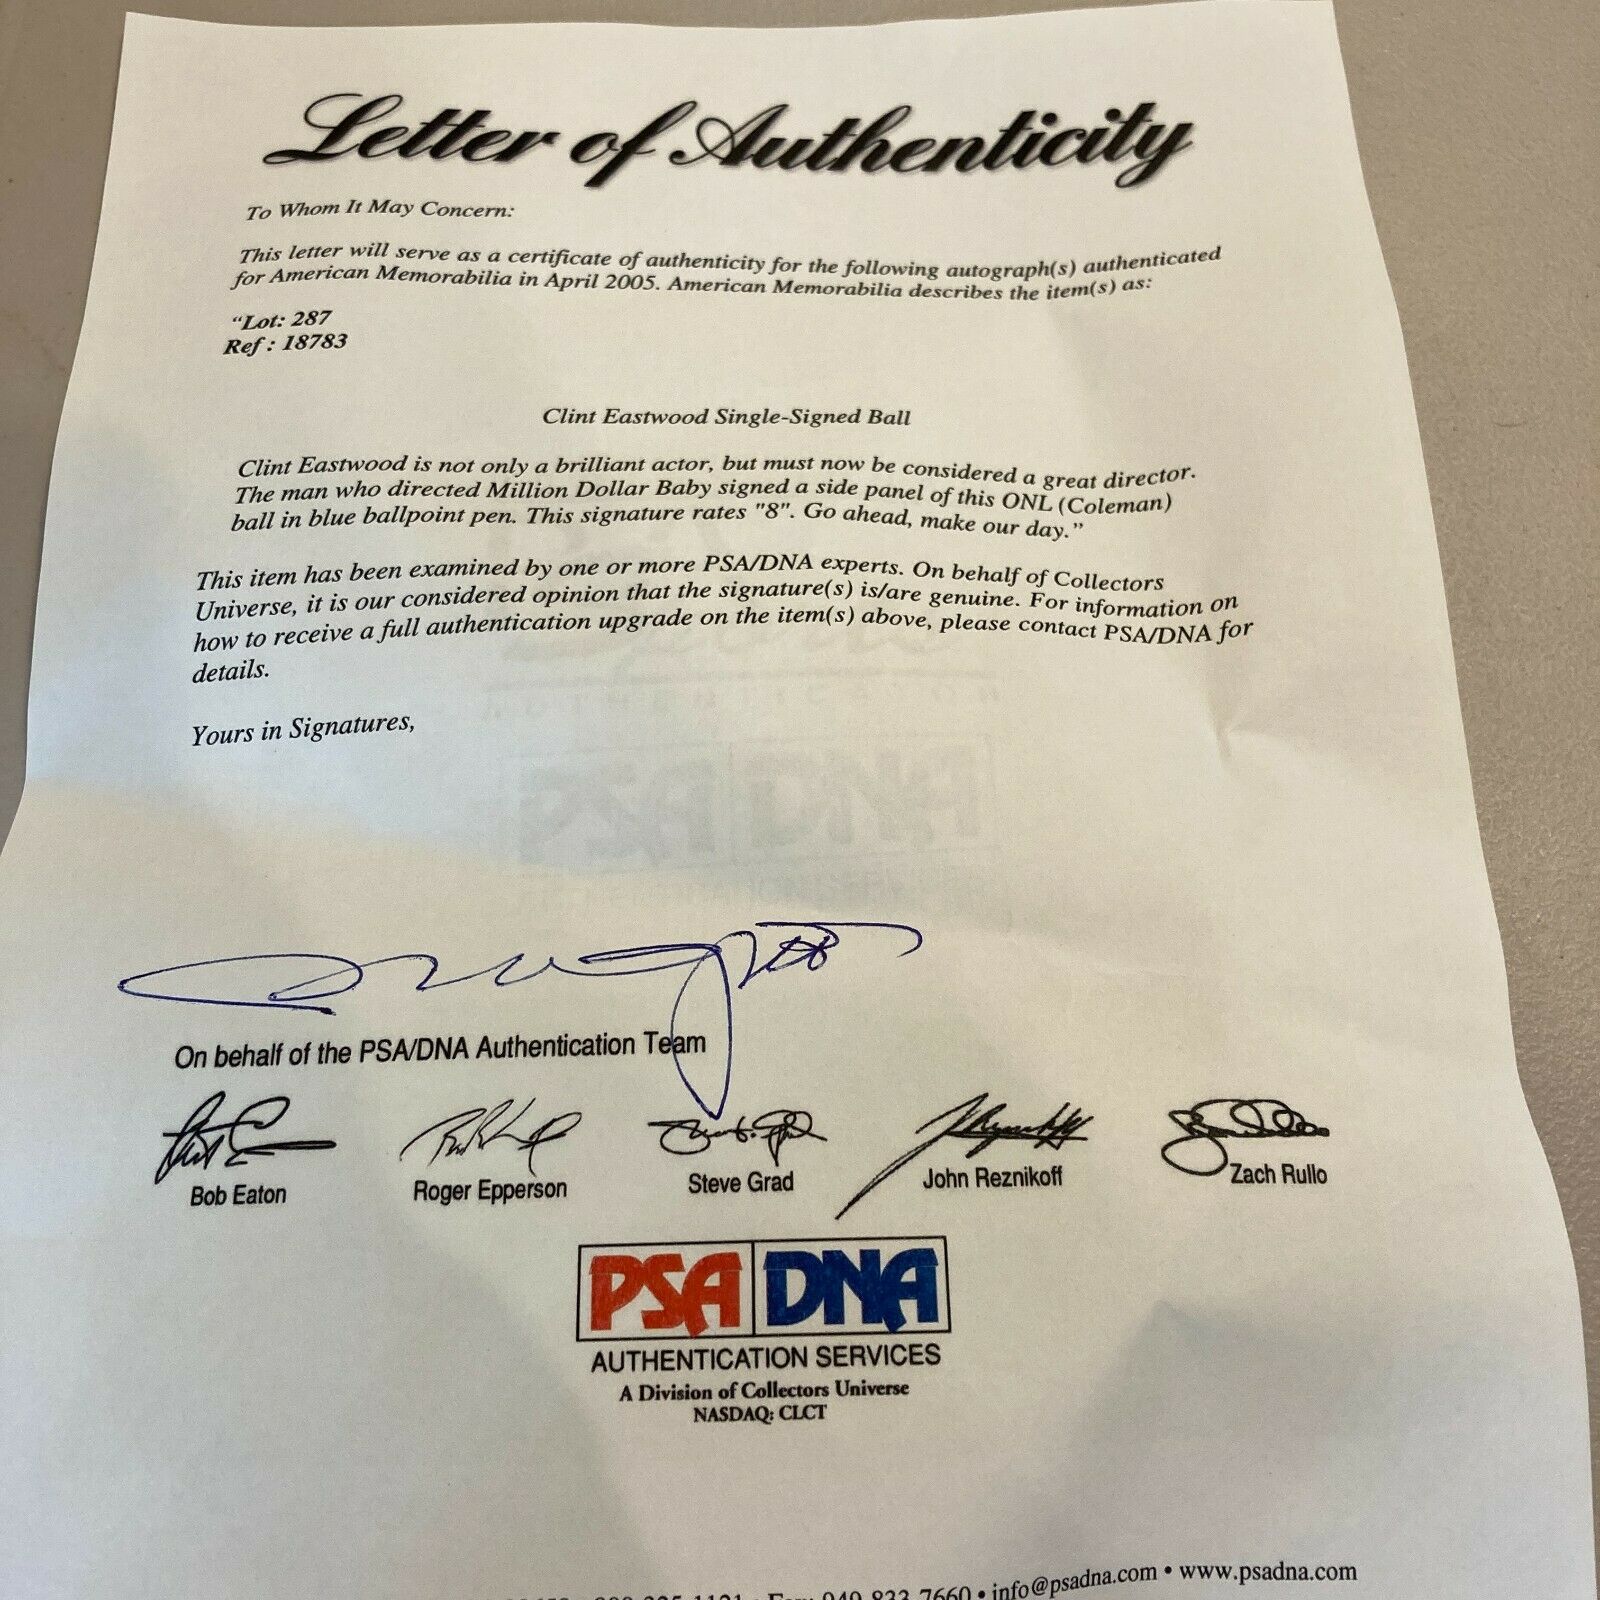 Letter of Authenticity
To Whom It May Concern:
This letter will serve as a certificate of authenticity for the following autograph(s) authenticated
for American Memorabilia in April 2005. American Memorabilia describes the item(s) as:
“Lot: 287
Ref : 18783
Clint Eastwood Single-Signed Ball
Clint Eastwood is not only a brilliant actor, but must now be considered a great director.
The man who directed Million Dollar Baby signed a side panel of this ONL (Coleman)
ball in blue ballpoint pen. This signature rates "8". Go ahead, make our day.”
This item has been examined by one or more PSA/DNA experts. On behalf of Collectors
Universe, it is our considered opinion that the signature(s) is/are genuine. For information on
how to receive a full authentication upgrade on the item(s) above, please contact PSA/DNA for
details.
Yours in Signatures,
On behalf of the PSA/DNA Authentication Team
Bob Eaton Roger Epperson Steve Grad John Reznikoff Zach Rullo
PSA DNA
AUTHENTICATION SERVICES
A Division of Collectors Universe
NASDAQ: CLCT
1121 • Fax: 949-833-7660 • info@psadna.com • www.psadna.com